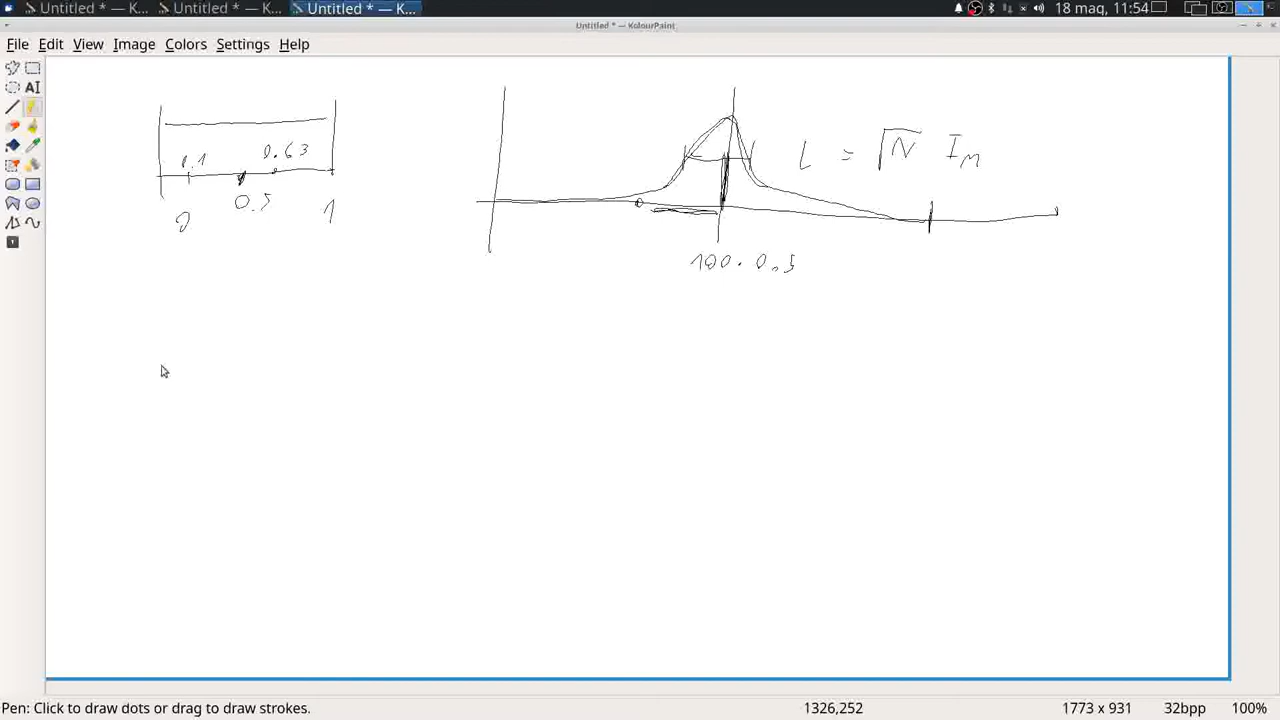 Untitled * — K...
Untitled * — K...
Untitled * — K...
18 mag, 11:54
Untitled * — KolourPaint
File Edit View Image Colors Settings Help
AI
0.1 0.63
0 0.5 1
L = √N I_M
100. 0.5
Pen: Click to draw dots or drag to draw strokes.
1326,252
1773 x 931
32bpp
100%